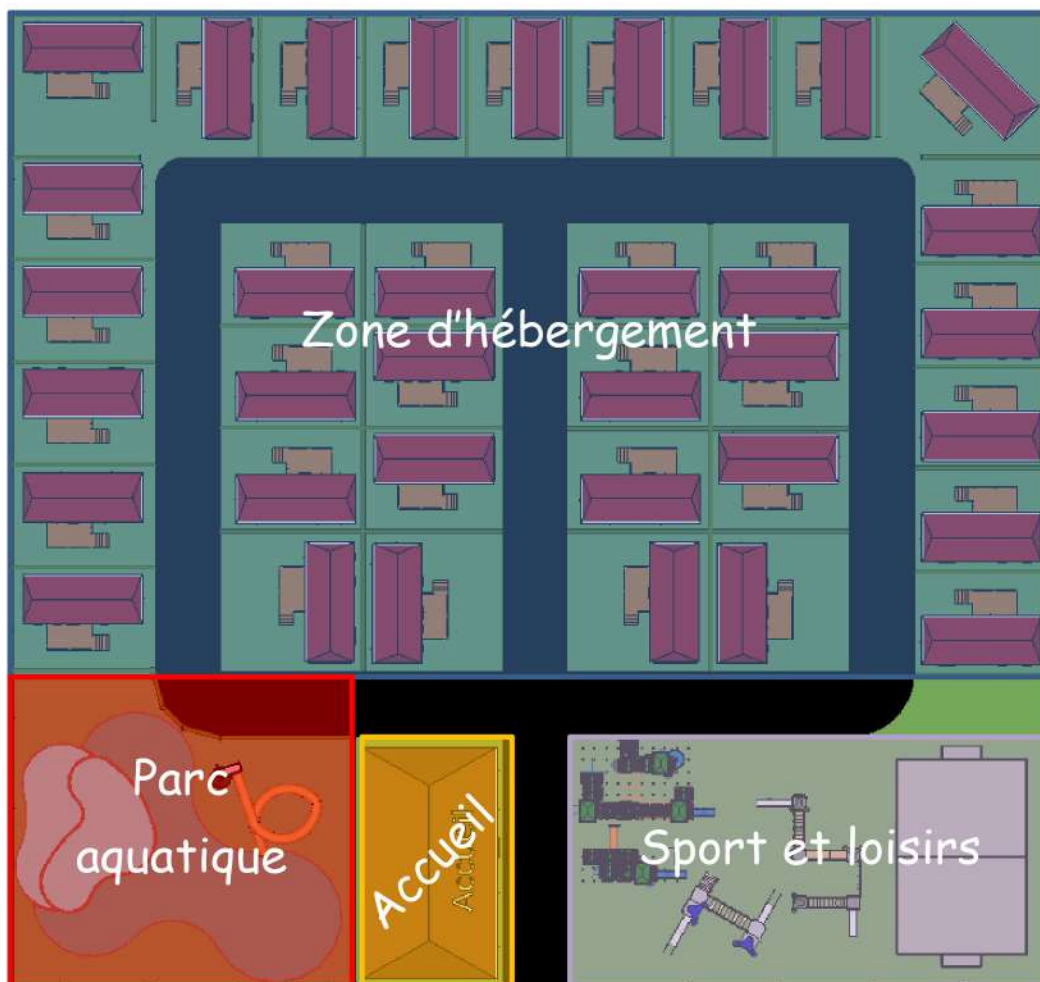 Zone d'hébergement
Parc
aquatique
Accueil
Accueil
Sport et loisirs